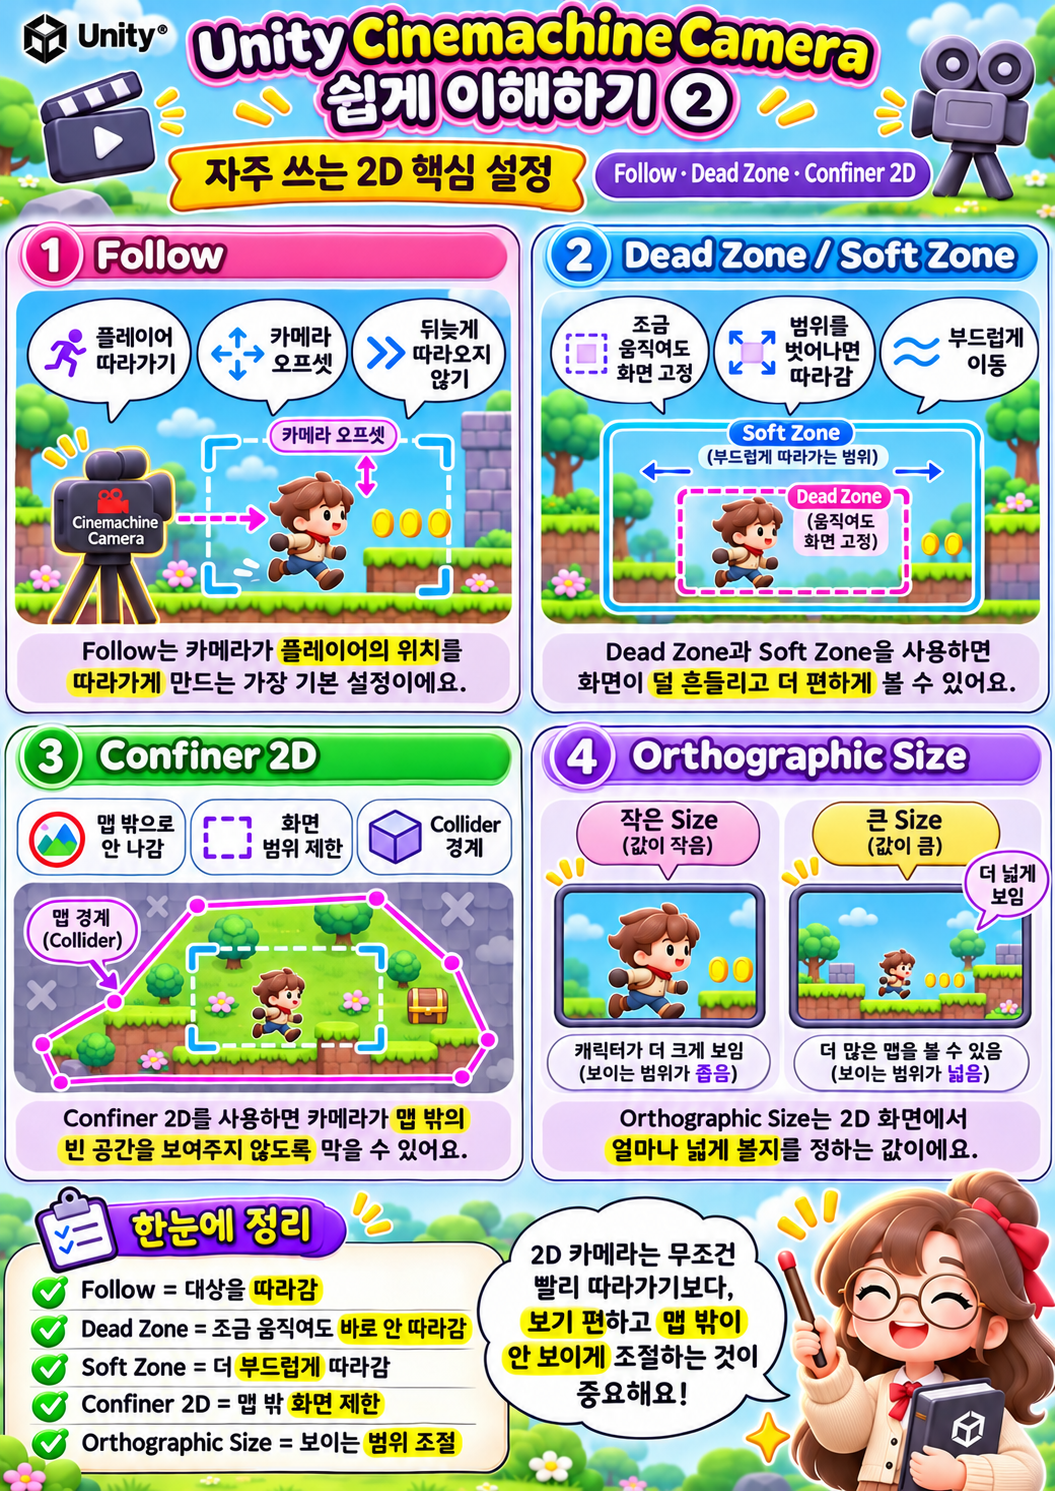 Unity®
Unity Cinemachine Camera
쉽게 이해하기 2
자주 쓰는 2D 핵심 설정
Follow · Dead Zone · Confiner 2D
1 Follow
플레이어
따라가기
카메라
오프셋
뒤늦게
따라오지
않기
카메라 오프셋
Cinemachine
Camera
Follow는 카메라가 플레이어의 위치를
따라가게 만드는 가장 기본 설정이에요.
2 Dead Zone / Soft Zone
조금
움직여도
화면 고정
범위를
벗어나면
따라감
부드럽게
이동
Soft Zone
(부드럽게 따라가는 범위)
Dead Zone
(움직여도
화면 고정)
Dead Zone과 Soft Zone을 사용하면
화면이 덜 흔들리고 더 편하게 볼 수 있어요.
3 Confiner 2D
맵 밖으로
안 나감
화면
범위 제한
Collider
경계
맵 경계
(Collider)
Confiner 2D를 사용하면 카메라가 맵 밖의
빈 공간을 보여주지 않도록 막을 수 있어요.
4 Orthographic Size
작은 Size
(값이 작음)
큰 Size
(값이 큼)
더 넓게
보임
캐릭터가 더 크게 보임
(보이는 범위가 좁음)
더 많은 맵을 볼 수 있음
(보이는 범위가 넓음)
Orthographic Size는 2D 화면에서
얼마나 넓게 볼지를 정하는 값이에요.
한눈에 정리
Follow = 대상을 따라감
Dead Zone = 조금 움직여도 바로 안 따라감
Soft Zone = 더 부드럽게 따라감
Confiner 2D = 맵 밖 화면 제한
Orthographic Size = 보이는 범위 조절
2D 카메라는 무조건
빨리 따라가기보다,
보기 편하고 맵 밖이
안 보이게 조절하는 것이
중요해요!